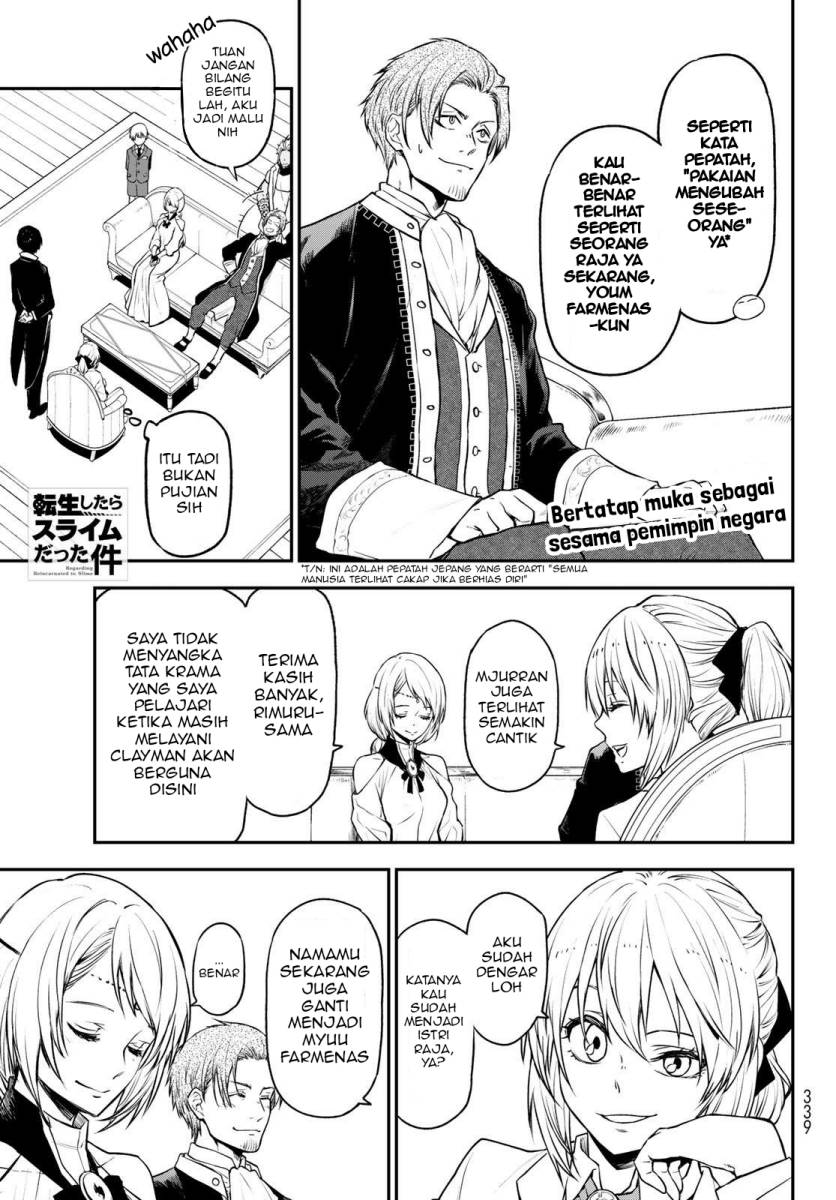 SEPERTI
KATA
PEPATAH,
"PAKAIAN
MENGUBAH
SESE-
ORANG"
YA*
KAU
BENAR-
BENAR
TERLIHAT
SEPERTI
SEORANG
RAJA YA
SEKARANG,
YOUM
FARMENAS
-KUN
Bertatap muka sebagai
sesama pemimpin negara
wahaha
TUAN
JANGAN
BILANG
BEGITU
LAH, AKU
JADI MALU
NIH
ITU TADI
BUKAN
PUJIAN
SIH
転生したら
スライム
だった件
Regarding
Reincarnated to Slime
*T/N: INI ADALAH PEPATAH JEPANG YANG BERARTI "SEMUA
MANUSIA TERLIHAT CAKAP JIKA BERHIAS DIRI"
MJURRAN
JUGA
TERLIHAT
SEMAKIN
CANTIK
TERIMA
KASIH
BANYAK,
RIMURU-
SAMA
SAYA TIDAK
MENYANGKA
TATA KRAMA
YANG SAYA
PELAJARI
KETIKA MASIH
MELAYANI
CLAYMAN AKAN
BERGUNA
DISINI
AKU
SUDAH
DENGAR
LOH
KATANYA
KAU
SUDAH
MENJADI
ISTRI
RAJA,
YA?
NAMAMU
SEKARANG
JUGA
GANTI
MENJADI
MYUU
FARMENAS
...
BENAR
339